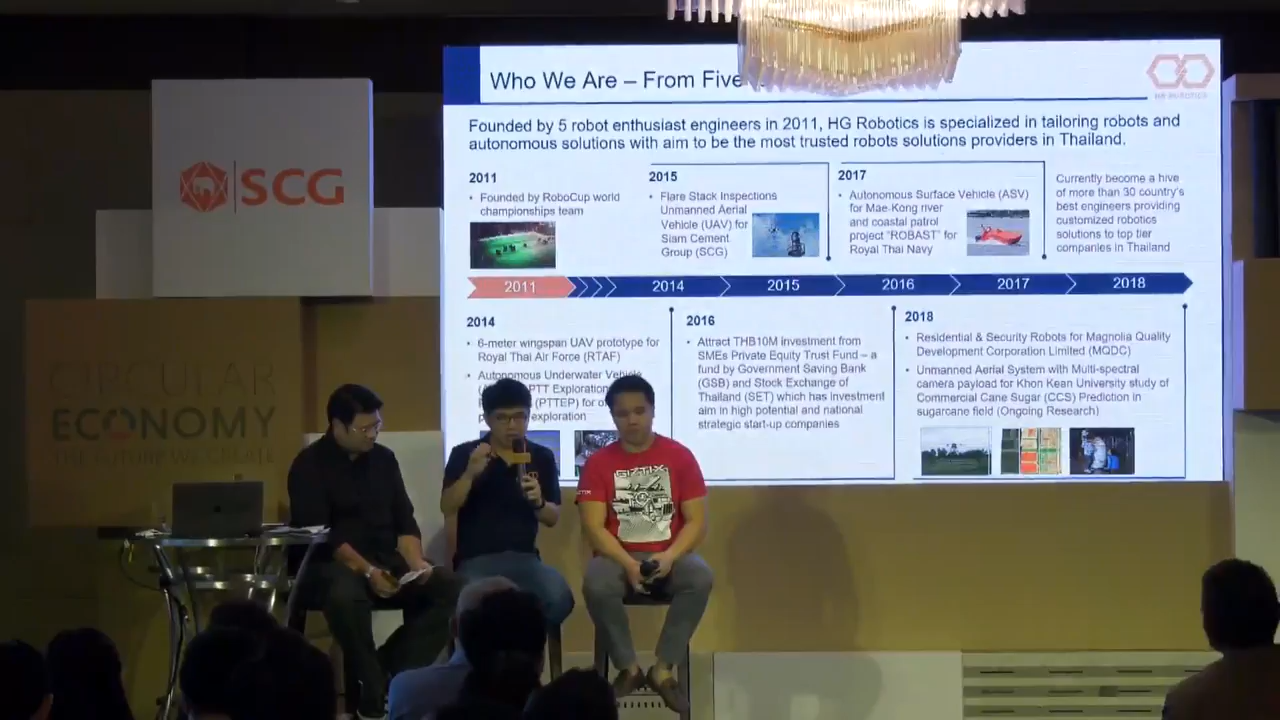 Who We Are – From Five
HG ROBOTICS
Founded by 5 robot enthusiast engineers in 2011, HG Robotics is specialized in tailoring robots and
autonomous solutions with aim to be the most trusted robots solutions providers in Thailand.
2011
• Founded by RoboCup world
championships team
2015
• Flare Stack Inspections
Unmanned Aerial
Vehicle (UAV) for
Siam Cement
Group (SCG)
2017
• Autonomous Surface Vehicle (ASV)
for Mae-Kong river
and coastal patrol
project "ROBAST" for
Royal Thai Navy
Currently become a hive
of more than 30 country's
best engineers providing
customized robotics
solutions to top tier
companies in Thailand
2011 2014 2015 2016 2017 2018
2014
• 6-meter wingspan UAV prototype for
Royal Thai Air Force (RTAF)
• Autonomous Underwater Vehicle
PTT Exploration
(PTTEP) for
exploration
2016
• Attract THB10M investment from
SMEs Private Equity Trust Fund – a
fund by Government Saving Bank
(GSB) and Stock Exchange of
Thailand (SET) which has investment
aim in high potential and national
strategic start-up companies
2018
• Residential & Security Robots for Magnolia Quality
Development Corporation Limited (MQDC)
• Unmanned Aerial System with Multi-spectral
camera payload for Khon Kean University study of
Commercial Cane Sugar (CCS) Prediction in
sugarcane field (Ongoing Research)
SCG
CIRCULAR
ECONOMY
THE FUTURE WE CREATE
GIZTIX